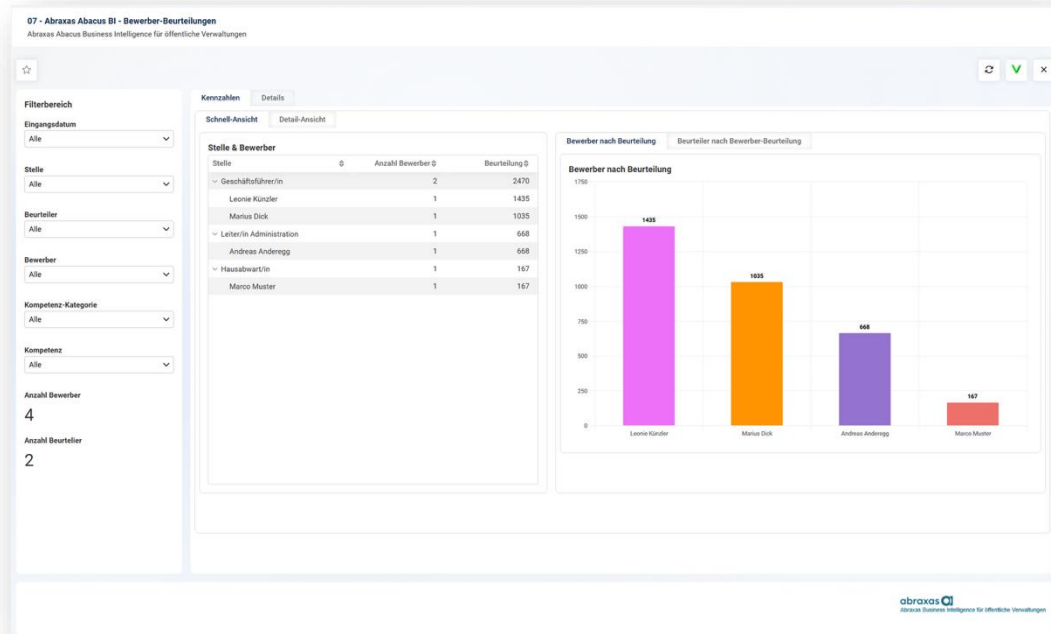 07 - Abraxas Abacus BI - Bewerber-Beurteilungen
Abraxas Abacus Business Intelligence für öffentliche Verwaltungen
Filterbereich
Eingangsdatum
Alle
Stelle
Alle
Beurteiler
Alle
Bewerber
Alle
Kompetenz-Kategorie
Alle
Kompetenz
Alle
Anzahl Bewerber
4
Anzahl Beurtelier
2
Kennzahlen Details
Schnell-Ansicht Detail-Ansicht
Stelle & Bewerber
Stelle Anzahl Bewerber Beurteilung
Geschäftsführer/in 2 2470
Leonie Künzler 1 1435
Marius Dick 1 1035
Leiter/in Administration 1 668
Andreas Anderegg 1 668
Hausabwart/in 1 167
Marco Muster 1 167
Bewerber nach Beurteilung Beurteiler nach Bewerber-Beurteilung
Bewerber nach Beurteilung
1750
1500
1250
1000
750
500
250
0
1435
1035
668
167
Leonie Künzler Marius Dick Andreas Anderegg Marco Muster
abraxas
Abraxas Business Intelligence für öffentliche Verwaltungen